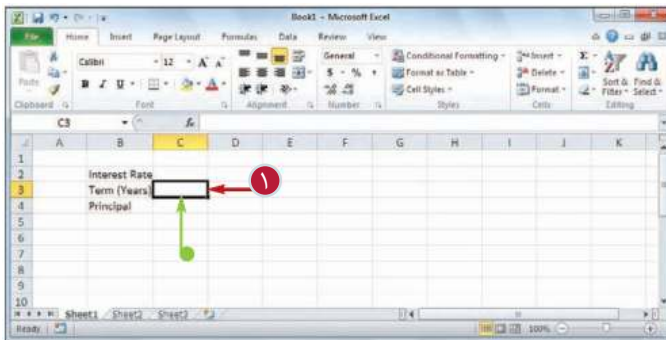 Book1 - Microsoft Excel
File Home Insert Page Layout Formulas Data Review View
Calibri 12 A A General Conditional Formatting Insert Σ
Paste B I U A $ % , Format as Table Delete Sort & Find &
Cell Styles Format Filter Select
Clipboard Font Alignment Number Styles Cells Editing
C3 fx
A B C D E F G H I J K
1
2 Interest Rate
3 Term (Years) ١
4 Principal
5
6
7
8
9
10
Sheet1 Sheet2 Sheet3
Ready 100%